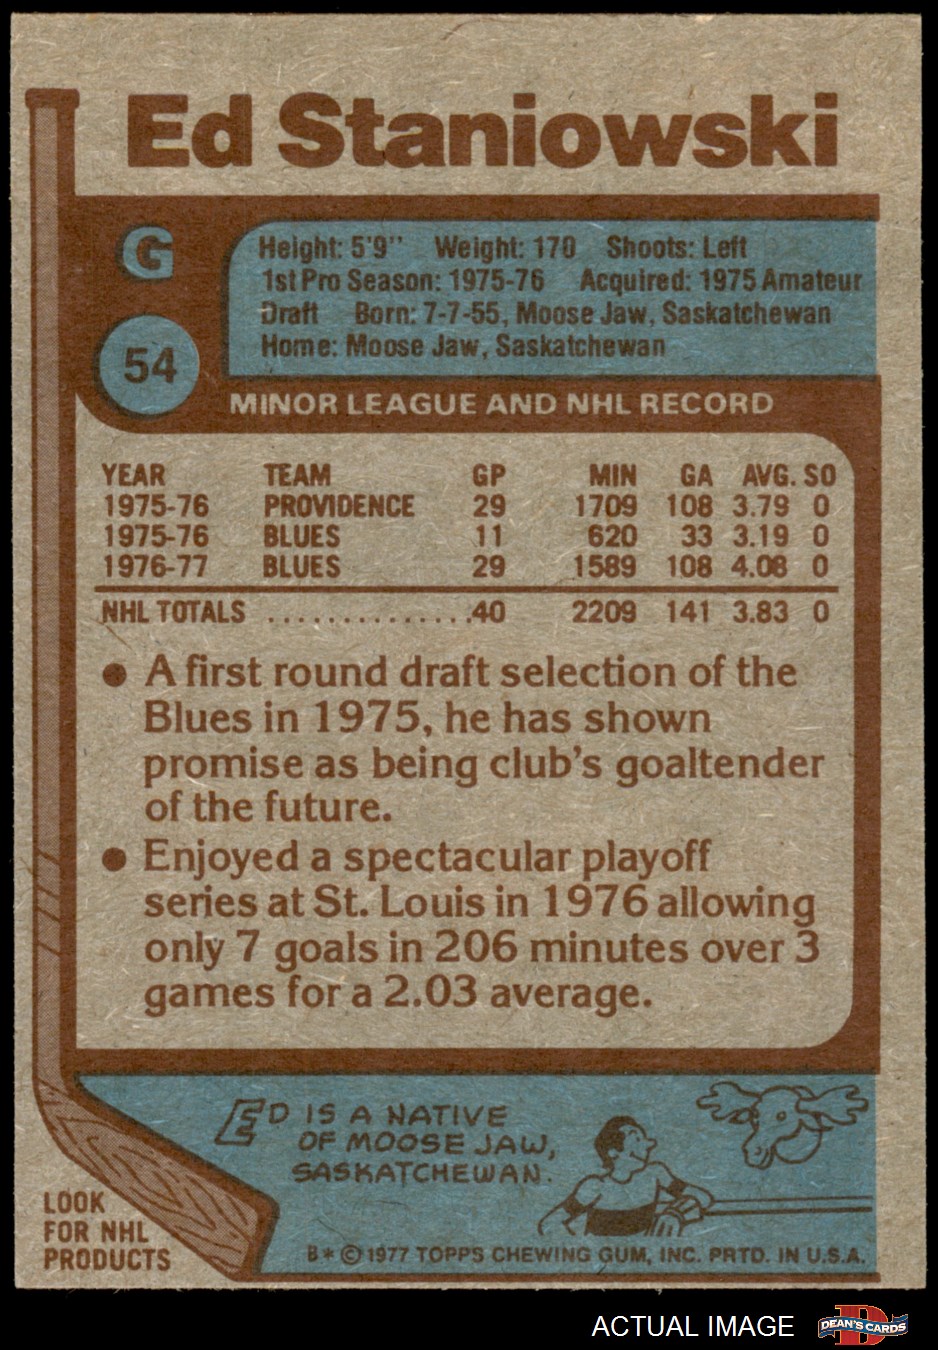 Ed Staniowski
G
Height: 5'9" Weight: 170 Shoots: Left
1st Pro Season: 1975-76 Acquired: 1975 Amateur
Draft Born: 7-7-55, Moose Jaw, Saskatchewan
Home: Moose Jaw, Saskatchewan
54
MINOR LEAGUE AND NHL RECORD
YEAR TEAM GP MIN GA AVG. SO
1975-76 PROVIDENCE 29 1709 108 3.79 0
1975-76 BLUES 11 620 33 3.19 0
1976-77 BLUES 29 1589 108 4.08 0
NHL TOTALS ...............40 2209 141 3.83 0
● A first round draft selection of the
Blues in 1975, he has shown
promise as being club's goaltender
of the future.
● Enjoyed a spectacular playoff
series at St. Louis in 1976 allowing
only 7 goals in 206 minutes over 3
games for a 2.03 average.
ED IS A NATIVE
OF MOOSE JAW,
SASKATCHEWAN.
LOOK
FOR NHL
PRODUCTS
B* © 1977 TOPPS CHEWING GUM, INC. PRTD. IN U.S.A.
ACTUAL IMAGE
D
DEAN'S CARDS